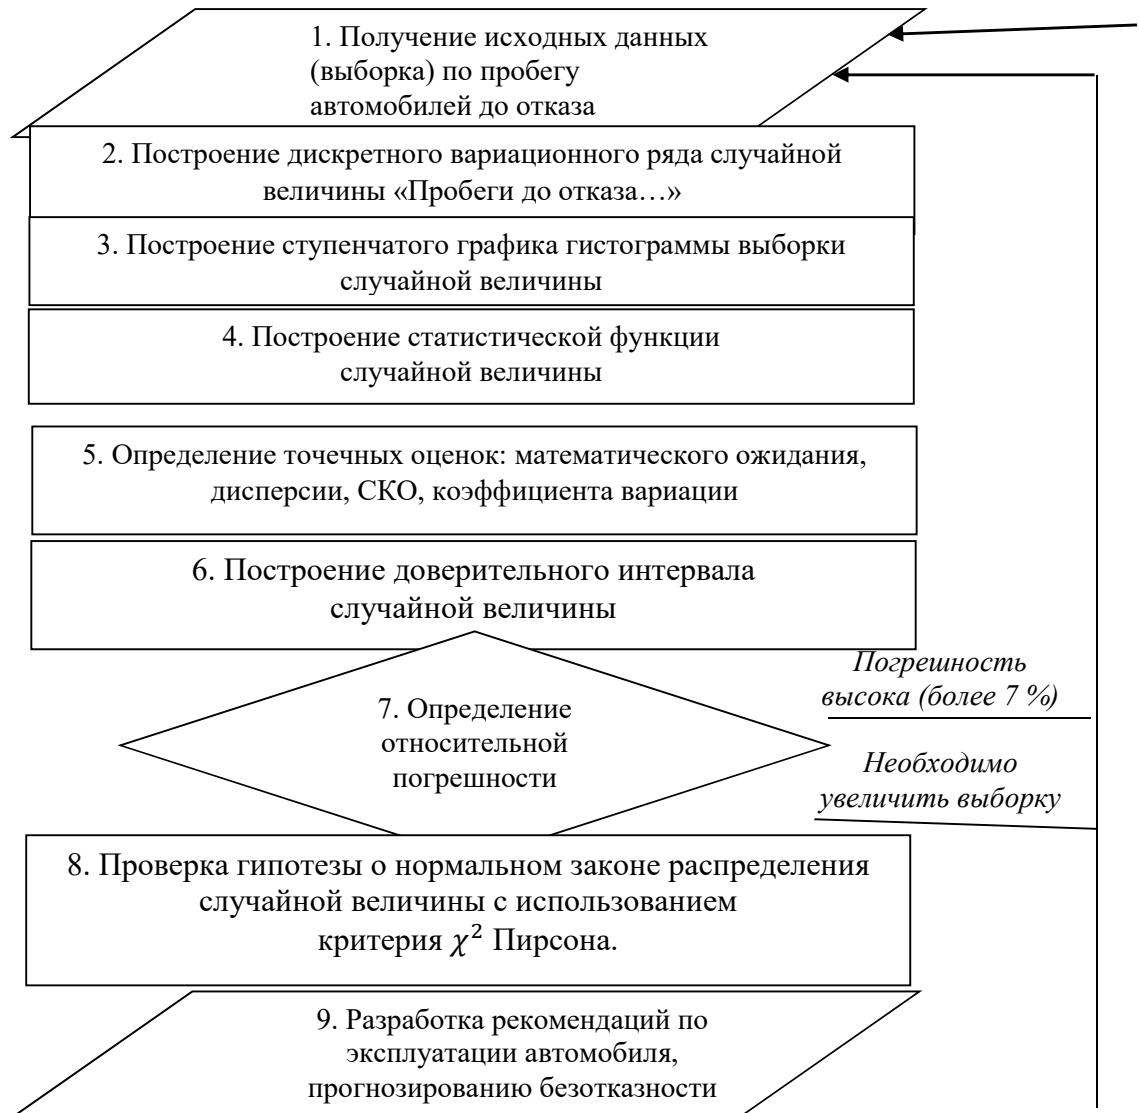 1. Получение исходных данных
(выборка) по пробегу
автомобилей до отказа
2. Построение дискретного вариационного ряда случайной
величины «Пробеги до отказа…»
3. Построение ступенчатого графика гистограммы выборки
случайной величины
4. Построение статистической функции
случайной величины
5. Определение точечных оценок: математического ожидания,
дисперсии, СКО, коэффициента вариации
6. Построение доверительного интервала
случайной величины
7. Определение
относительной
погрешности
Погрешность
высока (более 7 %)
Необходимо
увеличить выборку
8. Проверка гипотезы о нормальном законе распределения
случайной величины с использованием
критерия χ² Пирсона.
9. Разработка рекомендаций по
эксплуатации автомобиля,
прогнозированию безотказности